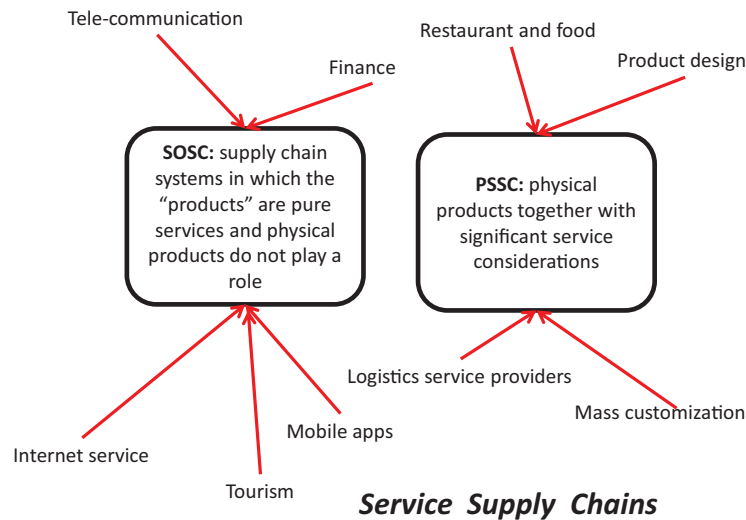 Tele-communication
Finance
Restaurant and food
Product design
SOSC: supply chain
systems in which the
“products” are pure
services and physical
products do not play a
role
PSSC: physical
products together with
significant service
considerations
Internet service
Tourism
Mobile apps
Logistics service providers
Mass customization
Service Supply Chains